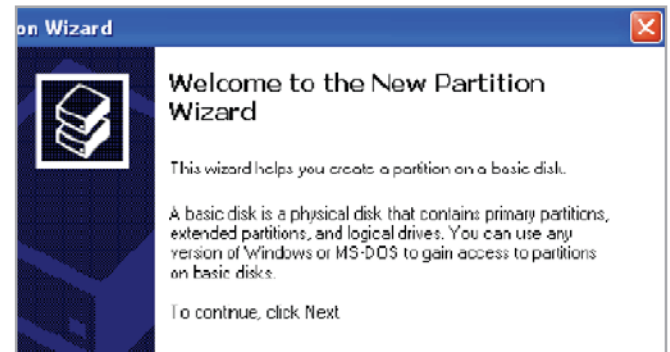 on Wizard
Welcome to the New Partition
Wizard
This wizard helps you create a partition on a basic disk.
A basic disk is a physical disk that contains primary partitions,
extended partitions, and logical drives. You can use any
version of Windows or MS-DOS to gain access to partitions
on basic disks.
To continue, click Next